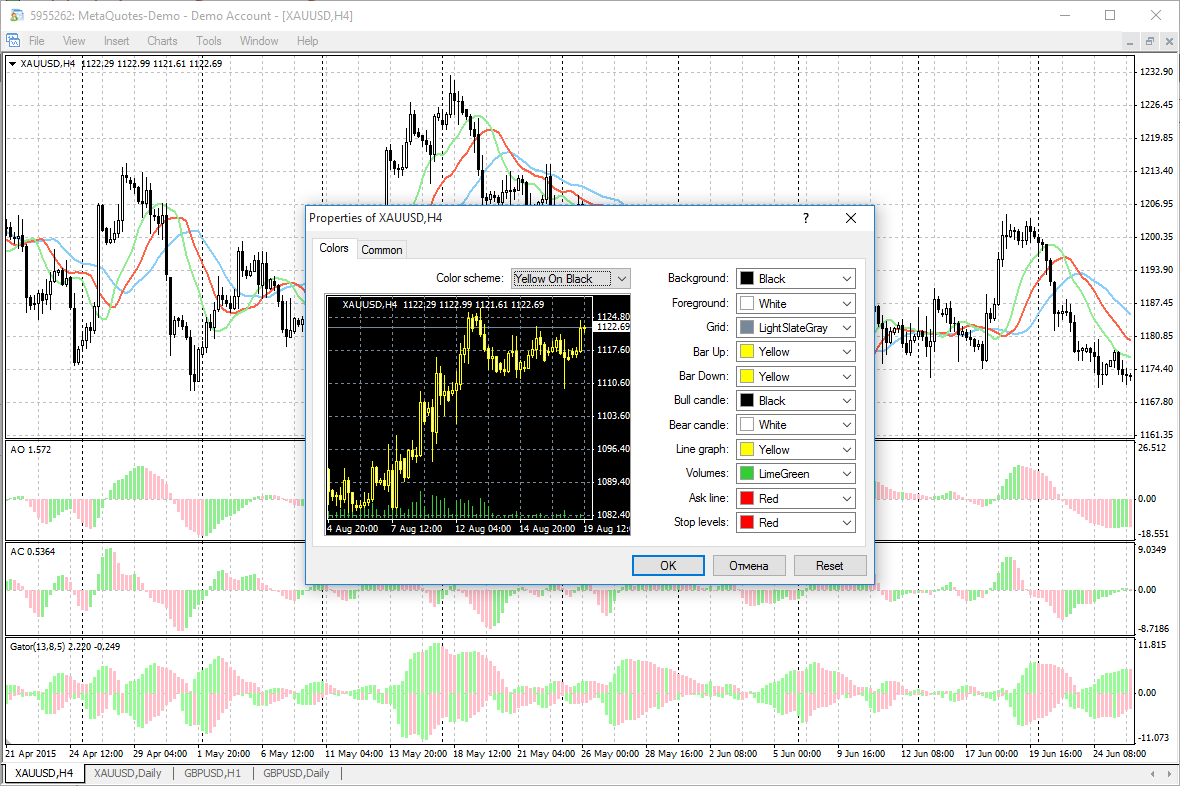 5955262: MetaQuotes-Demo - Demo Account - [XAUUSD,H4]
File View Insert Charts Tools Window Help
XAUUSD,H4 1122.29 1122.99 1121.61 1122.69
1232.90
1226.45
1219.85
1213.40
1206.95
1200.35
1193.90
1187.45
1180.85
1174.40
1167.80
1161.35
Properties of XAUUSD,H4
?
Colors Common
Color scheme: Yellow On Black
XAUUSD,H4 1122.29 1122.99 1121.61 1122.69
1124.80
1122.69
1117.60
1110.60
1103.60
1096.40
1089.40
1082.40
4 Aug 20:00 7 Aug 12:00 12 Aug 04:00 14 Aug 20:00 19 Aug 12:
Background: Black
Foreground: White
Grid: LightSlateGray
Bar Up: Yellow
Bar Down: Yellow
Bull candle: Black
Bear candle: White
Line graph: Yellow
Volumes: LimeGreen
Ask line: Red
Stop levels: Red
OK Отмена Reset
AO 1.572
26.512
0.00
-18.551
AC 0.5364
9.0349
0.00
-8.7186
Gator(13,8,5) 2.220 -0.249
11.815
0.00
-11.073
21 Apr 2015 24 Apr 12:00 29 Apr 04:00 1 May 20:00 6 May 12:00 11 May 04:00 13 May 20:00 18 May 12:00 21 May 04:00 26 May 00:00 28 May 16:00 2 Jun 08:00 5 Jun 00:00 9 Jun 16:00 12 Jun 08:00 17 Jun 00:00 19 Jun 16:00 24 Jun 08:00
XAUUSD,H4 XAUUSD,Daily GBPUSD,H1 GBPUSD,Daily